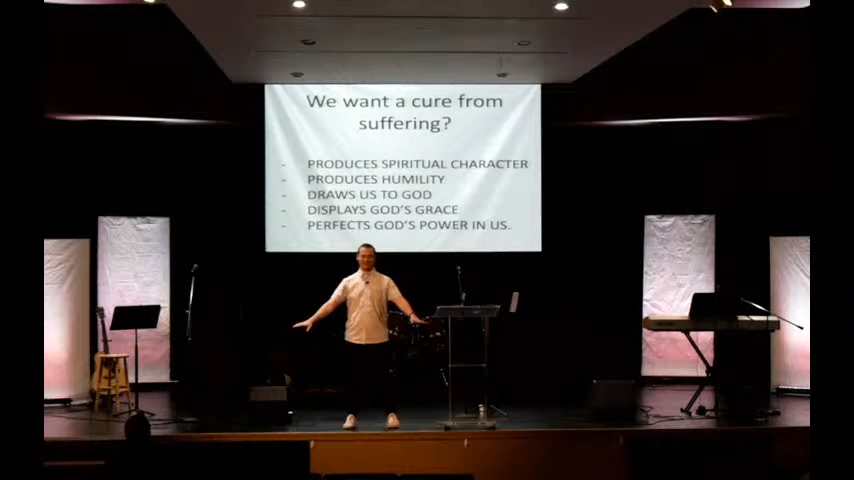 We want a cure from
suffering?
- PRODUCES SPIRITUAL CHARACTER
- PRODUCES HUMILITY
- DRAWS US TO GOD
- DISPLAYS GOD'S GRACE
- PERFECTS GOD'S POWER IN US.